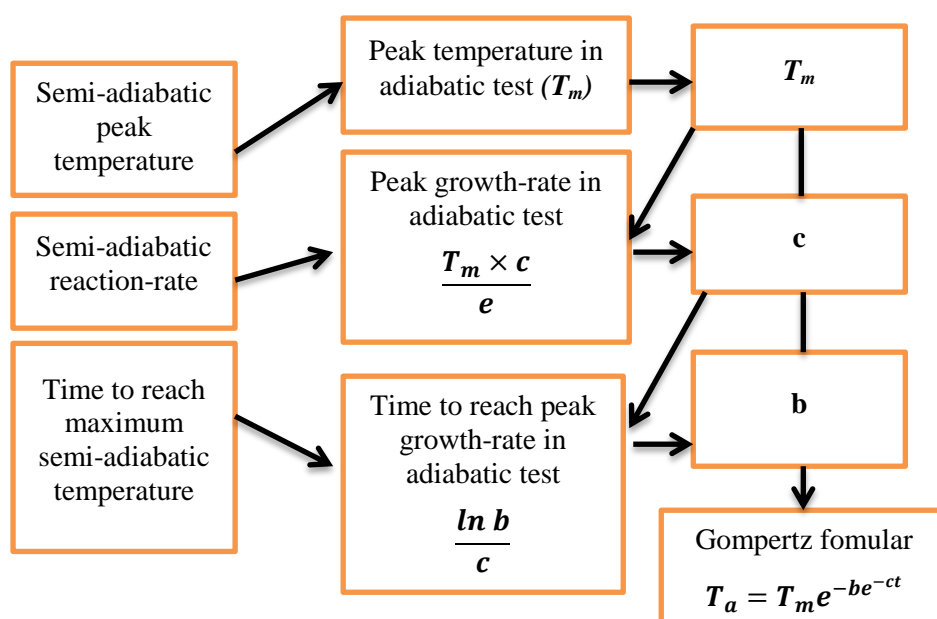 Semi-adiabatic
peak
temperature
Peak temperature in
adiabatic test (Tₘ)
Tₘ
Semi-adiabatic
reaction-rate
Peak growth-rate in
adiabatic test
Tₘ × c
e
c
Time to reach
maximum
semi-adiabatic
temperature
Time to reach peak
growth-rate in
adiabatic test
ln b
c
b
Gompertz fomular
Tₐ = Tₘe^{-be^{-ct}}